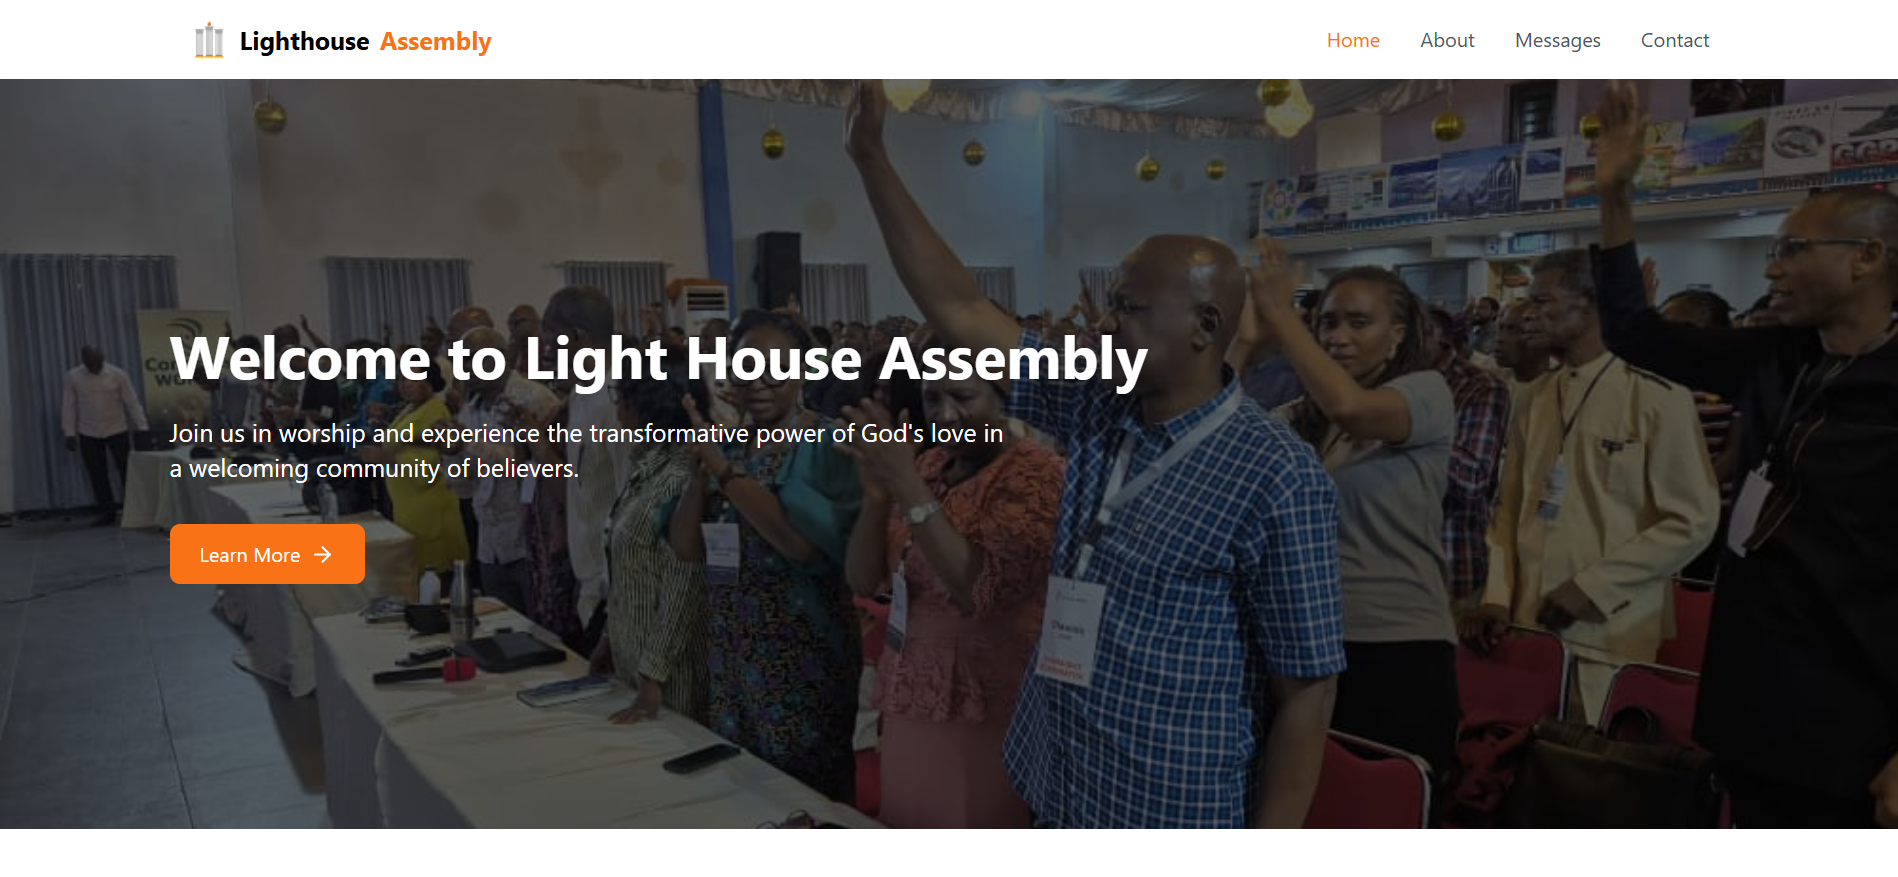 Lighthouse Assembly
Home
About
Messages
Contact
Welcome to Light House Assembly
Join us in worship and experience the transformative power of God's love in
a welcoming community of believers.
Learn More